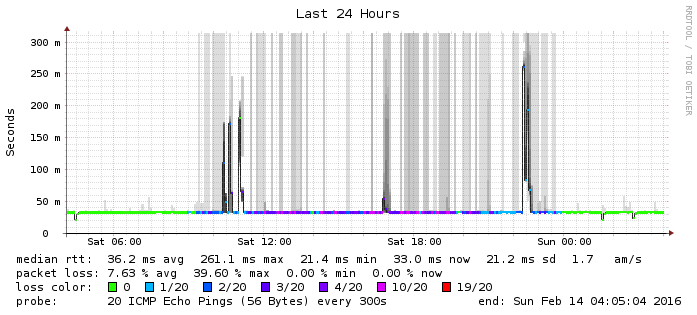 Last 24 Hours
RRDTOOL / TOBI OETIKER
Seconds
300 m
250 m
200 m
150 m
100 m
50 m
0
Sat 06:00 Sat 12:00 Sat 18:00 Sun 00:00
median rtt: 36.2 ms avg 261.1 ms max 21.4 ms min 33.0 ms now 21.2 ms sd 1.7 am/s
packet loss: 7.63 % avg 39.60 % max 0.00 % min 0.00 % now
loss color: 0 1/20 2/20 3/20 4/20 10/20 19/20
probe: 20 ICMP Echo Pings (56 Bytes) every 300s end: Sun Feb 14 04:05:04 2016